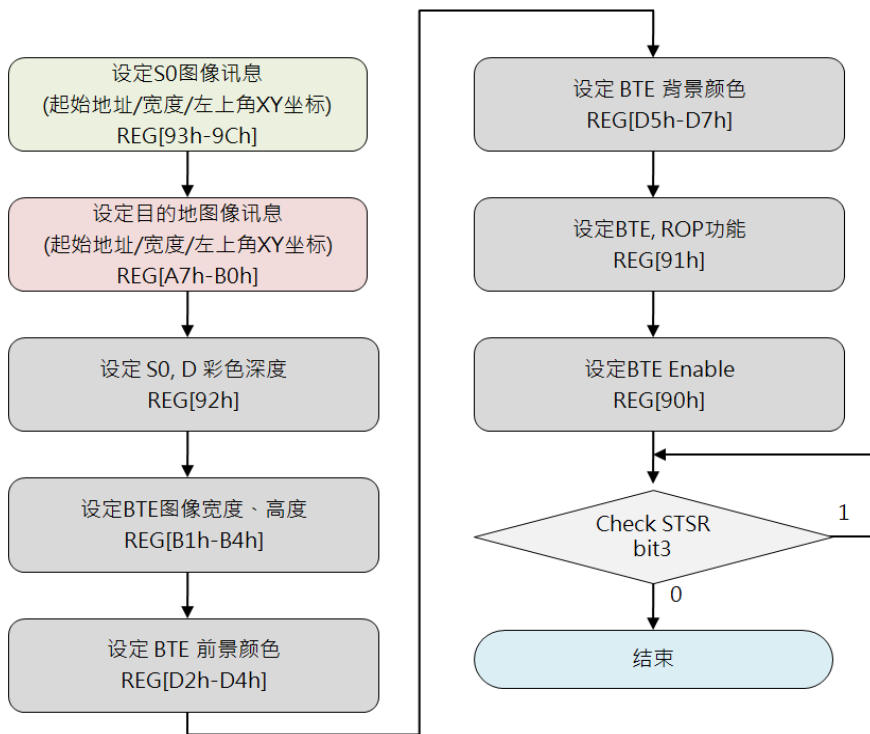 设定S0图像讯息
(起始地址/宽度/左上角XY坐标)
REG[93h-9Ch]
设定目的地图像讯息
(起始地址/宽度/左上角XY坐标)
REG[A7h-B0h]
设定 S0, D 彩色深度
REG[92h]
设定BTE图像宽度、高度
REG[B1h-B4h]
设定 BTE 前景颜色
REG[D2h-D4h]
设定 BTE 背景颜色
REG[D5h-D7h]
设定BTE, ROP功能
REG[91h]
设定BTE Enable
REG[90h]
Check STSR
bit3
1
0
结束